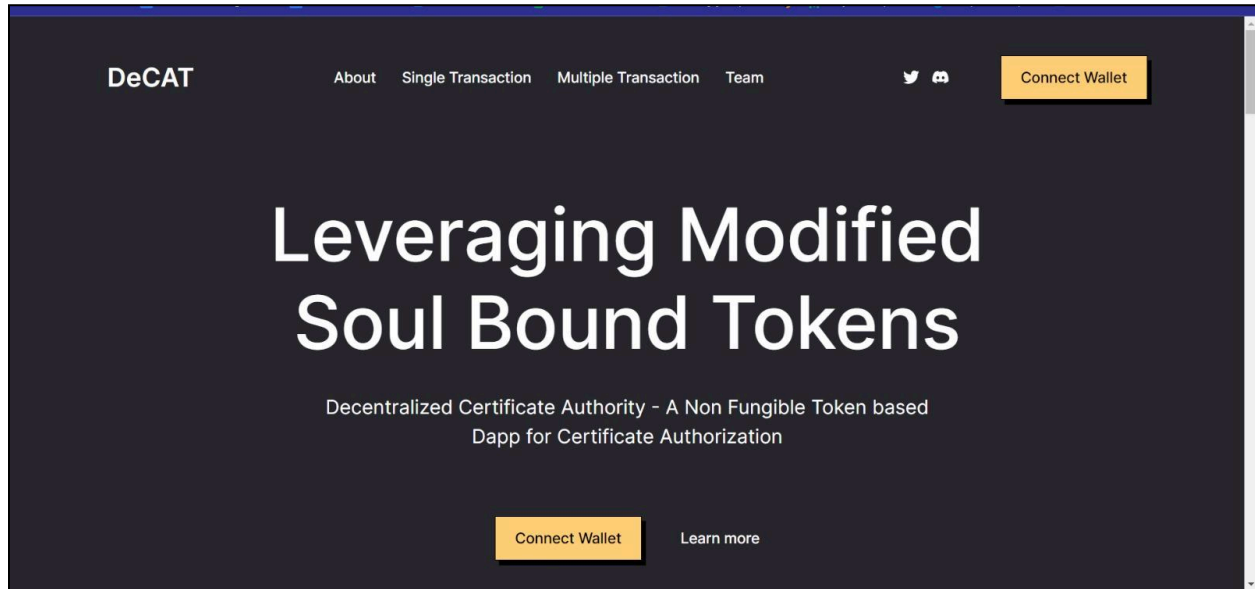 DeCAT
About Single Transaction Multiple Transaction Team
Connect Wallet
Leveraging Modified
Soul Bound Tokens
Decentralized Certificate Authority - A Non Fungible Token based
Dapp for Certificate Authorization
Connect Wallet Learn more